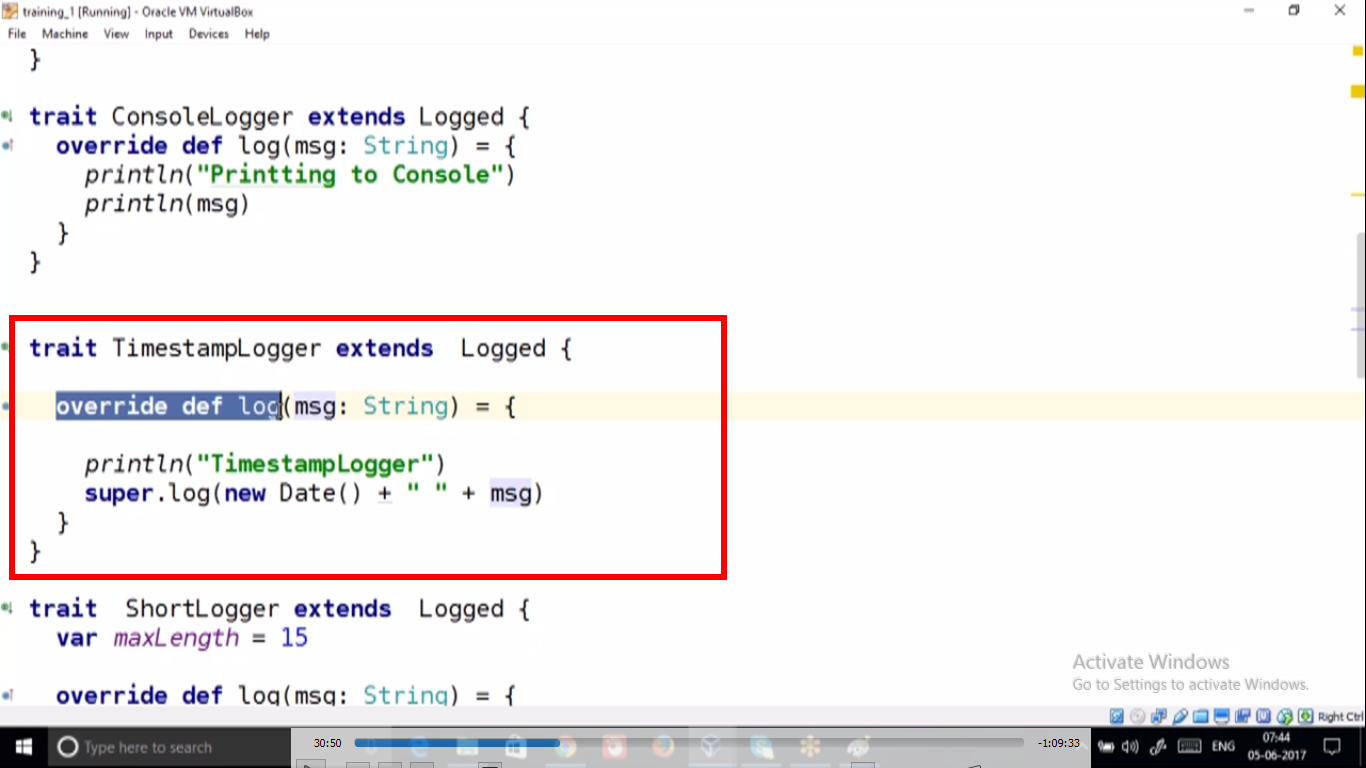 training_1 [Running] - Oracle VM VirtualBox
File Machine View Input Devices Help
}
trait ConsoleLogger extends Logged {
override def log(msg: String) = {
println("Printting to Console")
println(msg)
}
}
trait TimestampLogger extends Logged {
override def log(msg: String) = {
println("TimestampLogger")
super.log(new Date() + " " + msg)
}
}
trait ShortLogger extends Logged {
var maxLength = 15
override def log(msg: String) = {
Activate Windows
Go to Settings to activate Windows.
Right Ctrl
Type here to search
30:50
-1:09:33
ENG
07:44
05-06-2017